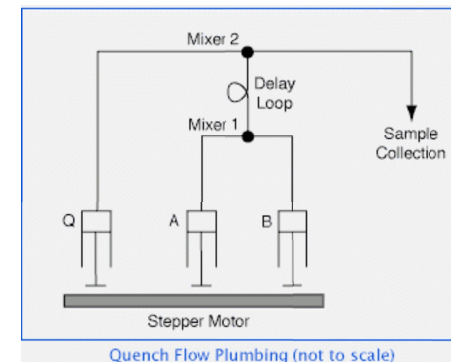 Mixer 2
Delay
Loop
Mixer 1
Sample
Collection
Q
A
B
Stepper Motor
Quench Flow Plumbing (not to scale)